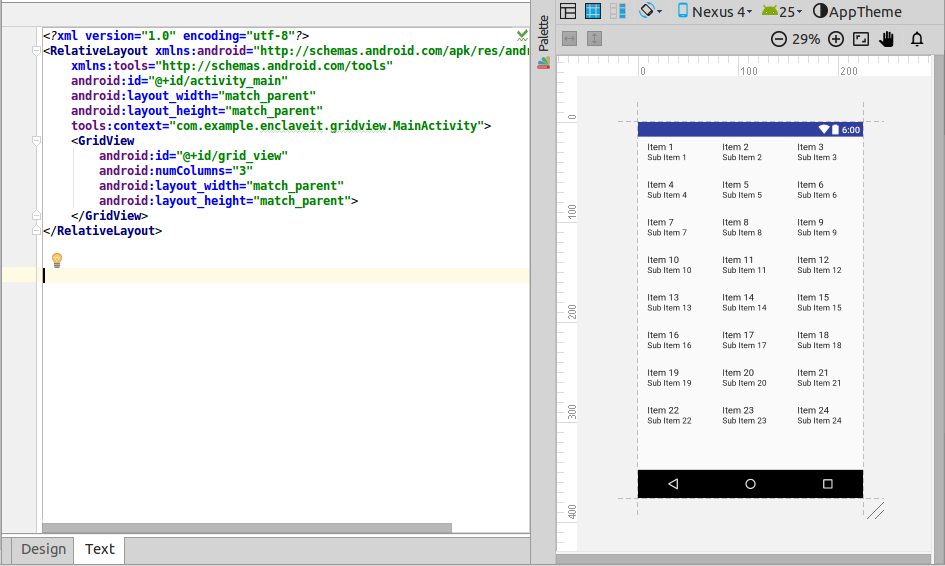 <?xml version="1.0" encoding="utf-8"?>
<RelativeLayout xmlns:android="http://schemas.android.com/apk/res/andr
xmlns:tools="http://schemas.android.com/tools"
android:id="@+id/activity_main"
android:layout_width="match_parent"
android:layout_height="match_parent"
tools:context="com.example.enclaveit.gridview.MainActivity">
<GridView
android:id="@+id/grid_view"
android:numColumns="3"
android:layout_width="match_parent"
android:layout_height="match_parent">
</GridView>
</RelativeLayout>
Design Text
Palette
Nexus 4 25 AppTheme
29%
0 100 200
0
100
200
300
400
6:00
Item 1 Item 2 Item 3
Sub Item 1 Sub Item 2 Sub Item 3
Item 4 Item 5 Item 6
Sub Item 4 Sub Item 5 Sub Item 6
Item 7 Item 8 Item 9
Sub Item 7 Sub Item 8 Sub Item 9
Item 10 Item 11 Item 12
Sub Item 10 Sub Item 11 Sub Item 12
Item 13 Item 14 Item 15
Sub Item 13 Sub Item 14 Sub Item 15
Item 16 Item 17 Item 18
Sub Item 16 Sub Item 17 Sub Item 18
Item 19 Item 20 Item 21
Sub Item 19 Sub Item 20 Sub Item 21
Item 22 Item 23 Item 24
Sub Item 22 Sub Item 23 Sub Item 24